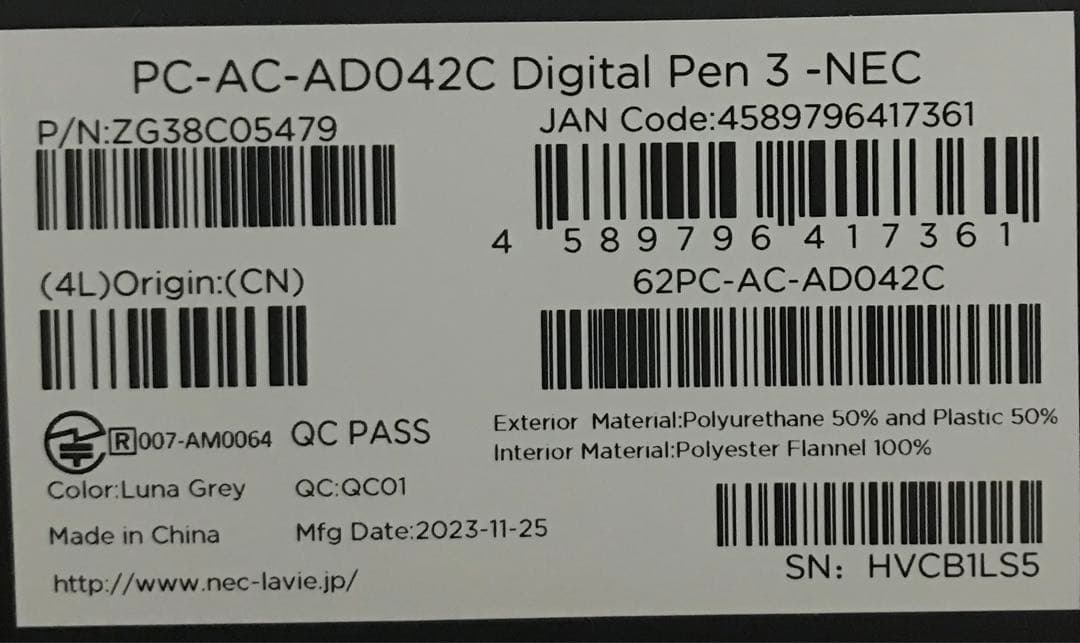 PC-AC-AD042C Digital Pen 3 -NEC
P/N:ZG38C05479
JAN Code:4589796417361
4 589796 417361
(4L)Origin:(CN)
62PC-AC-AD042C
R 007-AM0064 QC PASS
Exterior Material:Polyurethane 50% and Plastic 50%
Interior Material:Polyester Flannel 100%
Color:Luna Grey QC:QC01
Made in China Mfg Date:2023-11-25
http://www.nec-lavie.jp/
SN: HVCB1LS5